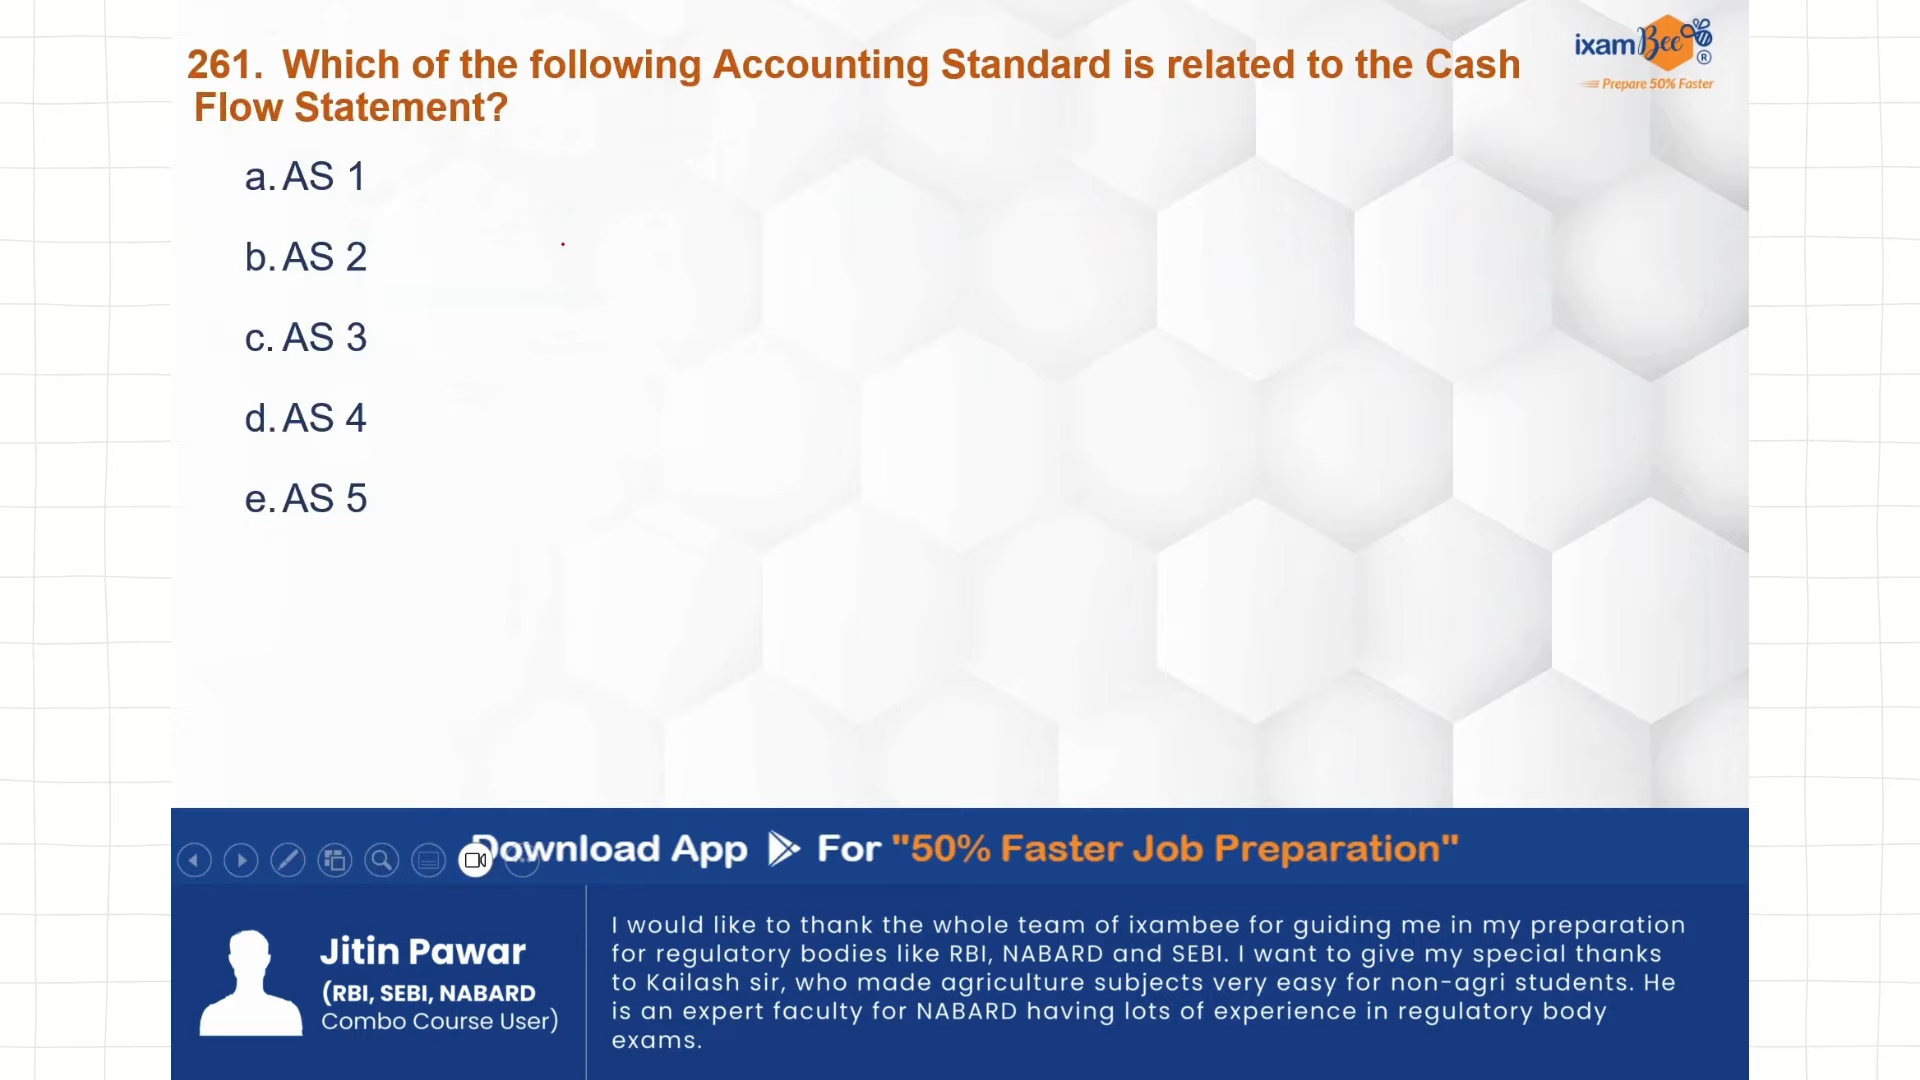 261. Which of the following Accounting Standard is related to the Cash
Flow Statement?
ixamBee®
Prepare 50% Faster
a. AS 1
b. AS 2
c. AS 3
d. AS 4
e. AS 5
Download App For "50% Faster Job Preparation"
Jitin Pawar
(RBI, SEBI, NABARD
Combo Course User)
I would like to thank the whole team of ixambee for guiding me in my preparation
for regulatory bodies like RBI, NABARD and SEBI. I want to give my special thanks
to Kailash sir, who made agriculture subjects very easy for non-agri students. He
is an expert faculty for NABARD having lots of experience in regulatory body
exams.